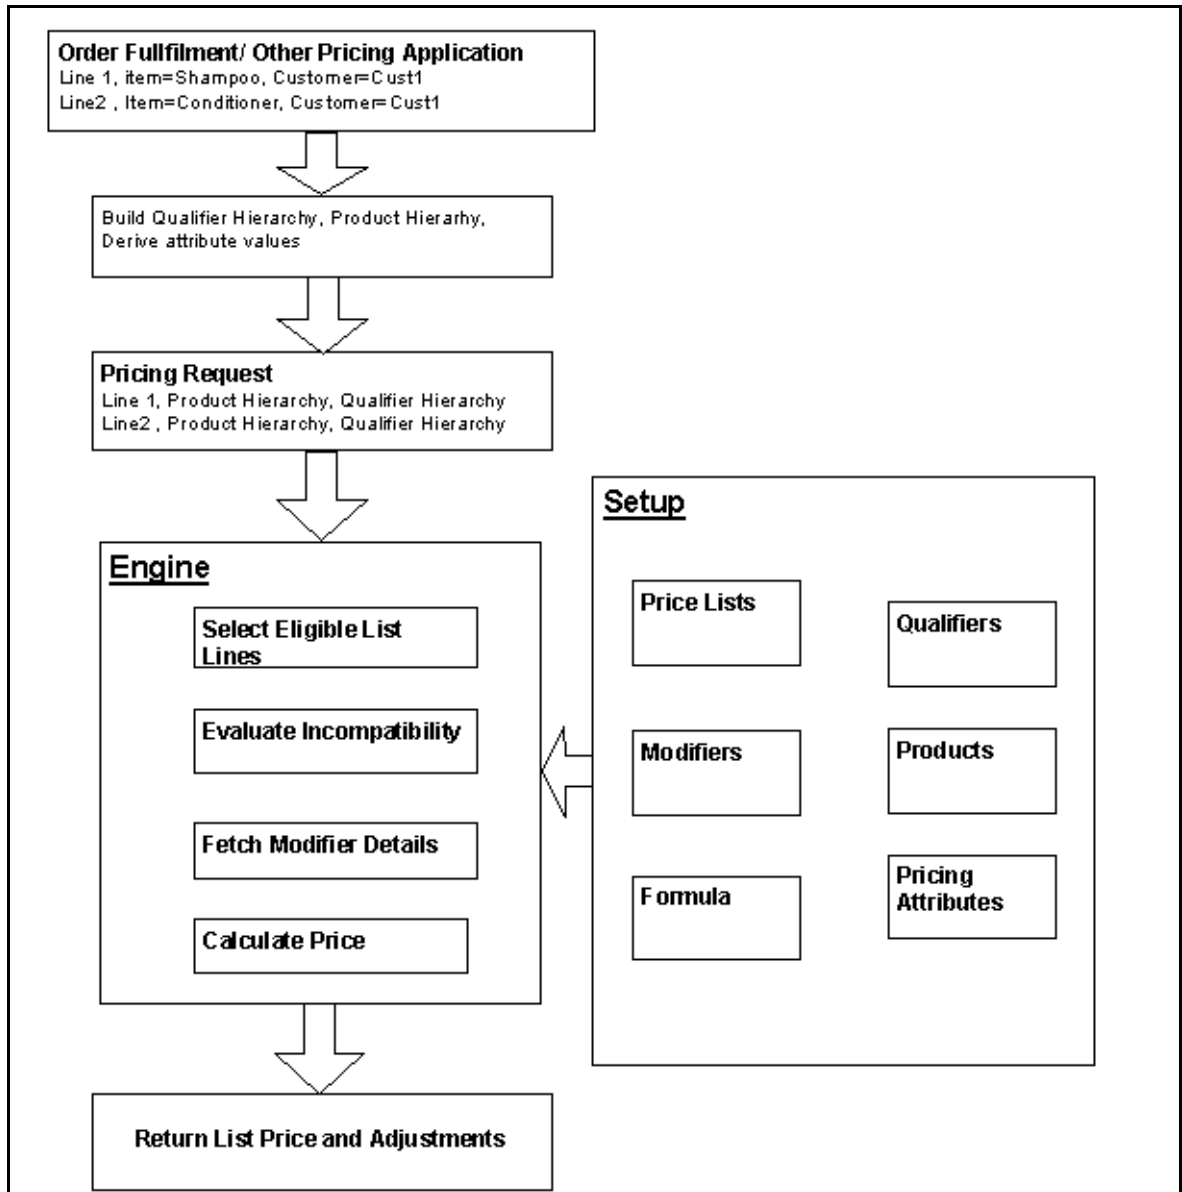 Order Fullfilment/ Other Pricing Application
Line 1, item=Shampoo, Customer=Cust1
Line2 , Item=Conditioner, Customer=Cust1
Build Qualifier Hierarchy, Product Hierarhy,
Derive attribute values
Pricing Request
Line 1, Product Hierarchy, Qualifier Hierarchy
Line2 , Product Hierarchy, Qualifier Hierarchy
Engine
Select Eligible List
Lines
Evaluate Incompatibility
Fetch Modifier Details
Calculate Price
Setup
Price Lists
Qualifiers
Modifiers
Products
Formula
Pricing
Attributes
Return List Price and Adjustments